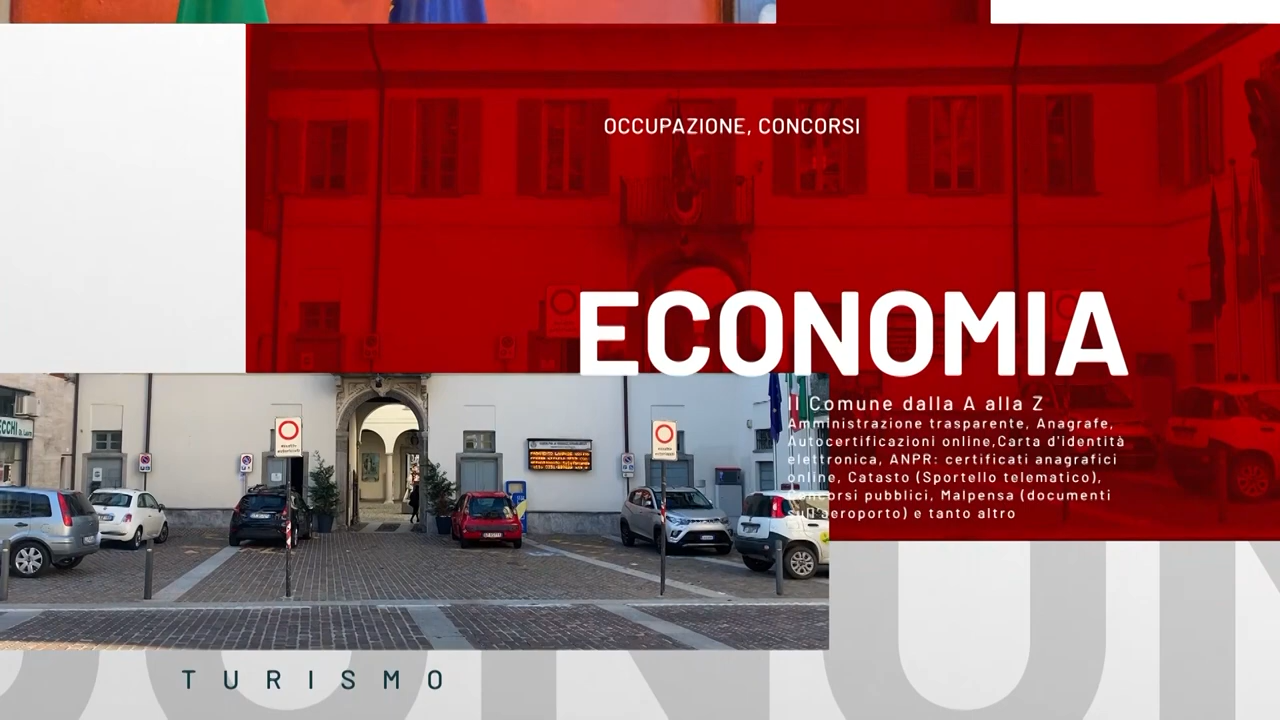 OCCUPAZIONE, CONCORSI
ECONOMIA
Il Comune dalla A alla Z
Amministrazione trasparente, Anagrafe,
Autocertificazioni online,Carta d'identità
elettronica, ANPR: certificati anagrafici
online, Catasto (Sportello telematico),
Concorsi pubblici, Malpensa (documenti
sull'aeroporto) e tanto altro
TURISMO